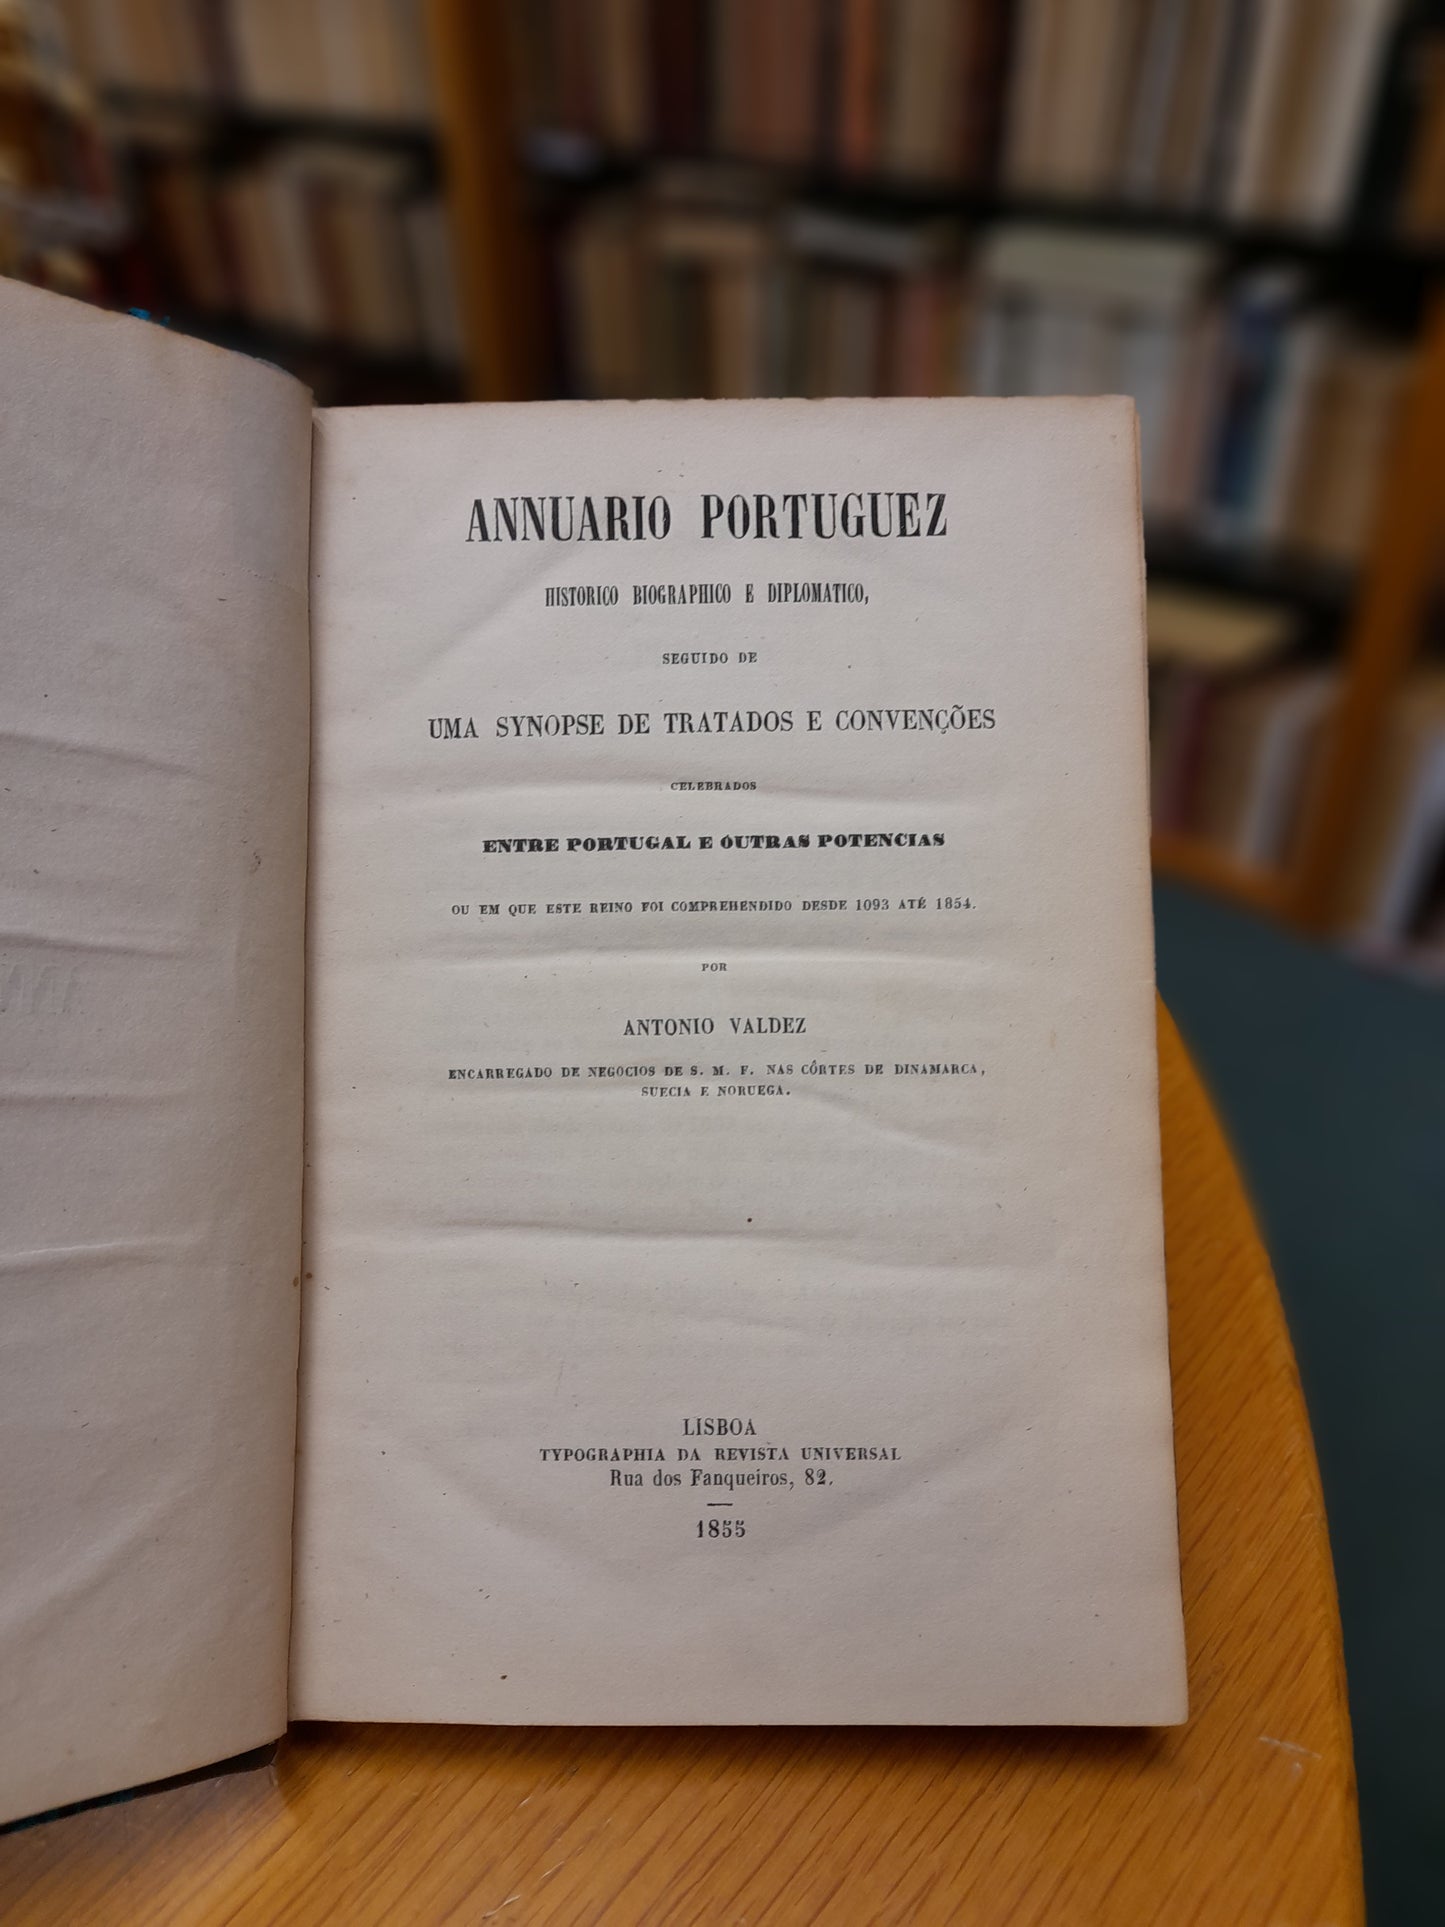 ANNUARIO PORTUGUEZ
HISTORICO BIOGRAPHICO E DIPLOMATICO,
SEGUIDO DE
UMA SYNOPSE DE TRATADOS E CONVENÇÕES
CELEBRADOS
ENTRE PORTUGAL E OUTRAS POTENCIAS
OU EM QUE ESTE REINO FOI COMPREHENDIDO DESDE 1093 ATÉ 1854.
POR
ANTONIO VALDEZ
ENCARREGADO DE NEGOCIOS DE S. M. F. NAS CÔRTES DE DINAMARCA,
SUECIA E NORUEGA.
LISBOA
TYPOGRAPHIA DA REVISTA UNIVERSAL
Rua dos Fanqueiros, 82.
1855